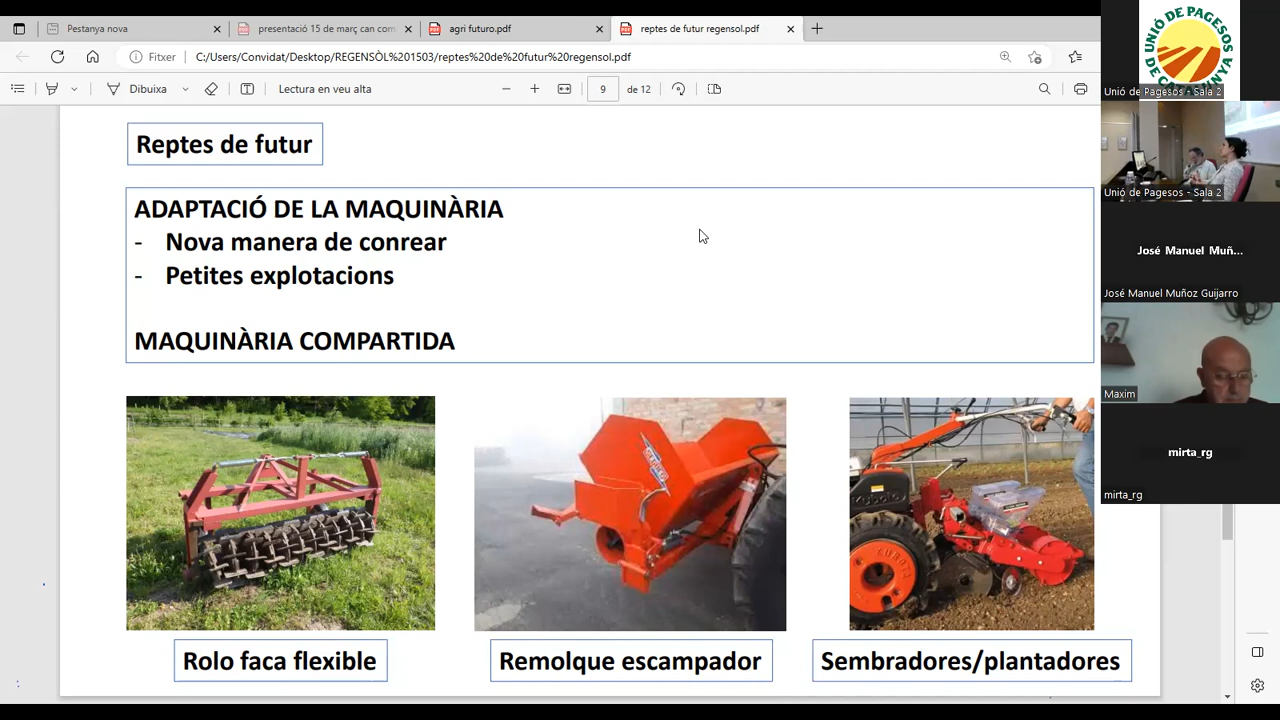 Pestanya nova
presentació 15 de març can com
agri futuro.pdf
reptes de futur regensol.pdf
Fitxer
C:/Users/Convidat/Desktop/REGENSÒL%201503/reptes%20de%20futur%20regensol.pdf
Dibuixa
Lectura en veu alta
9
de 12
Reptes de futur
ADAPTACIÓ DE LA MAQUINÀRIA
- Nova manera de conrear
- Petites explotacions
MAQUINÀRIA COMPARTIDA
KUBOTA
Rolo faca flexible
Remolque escampador
Sembradores/plantadores
UNIÓ DE PAGESOS
DE CATALUNYA
Unió de Pagesos - Sala 2
Unió de Pagesos - Sala 2
José Manuel Muñ...
José Manuel Muñoz Guijarro
Maxim
mirta_rg
mirta_rg